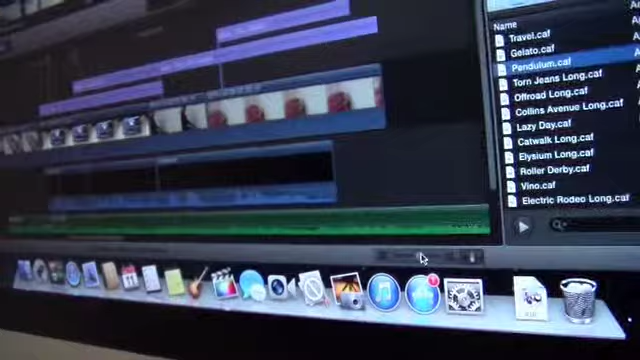 Name
Travel.caf
Gelato.caf
Pendulum.caf
Torn Jeans Long.caf
Offroad Long.caf
Collins Avenue Long.caf
Lazy Day.caf
Catwalk Long.caf
Elysium Long.caf
Roller Derby.caf
Vino.caf
Electric Rodeo Long.caf